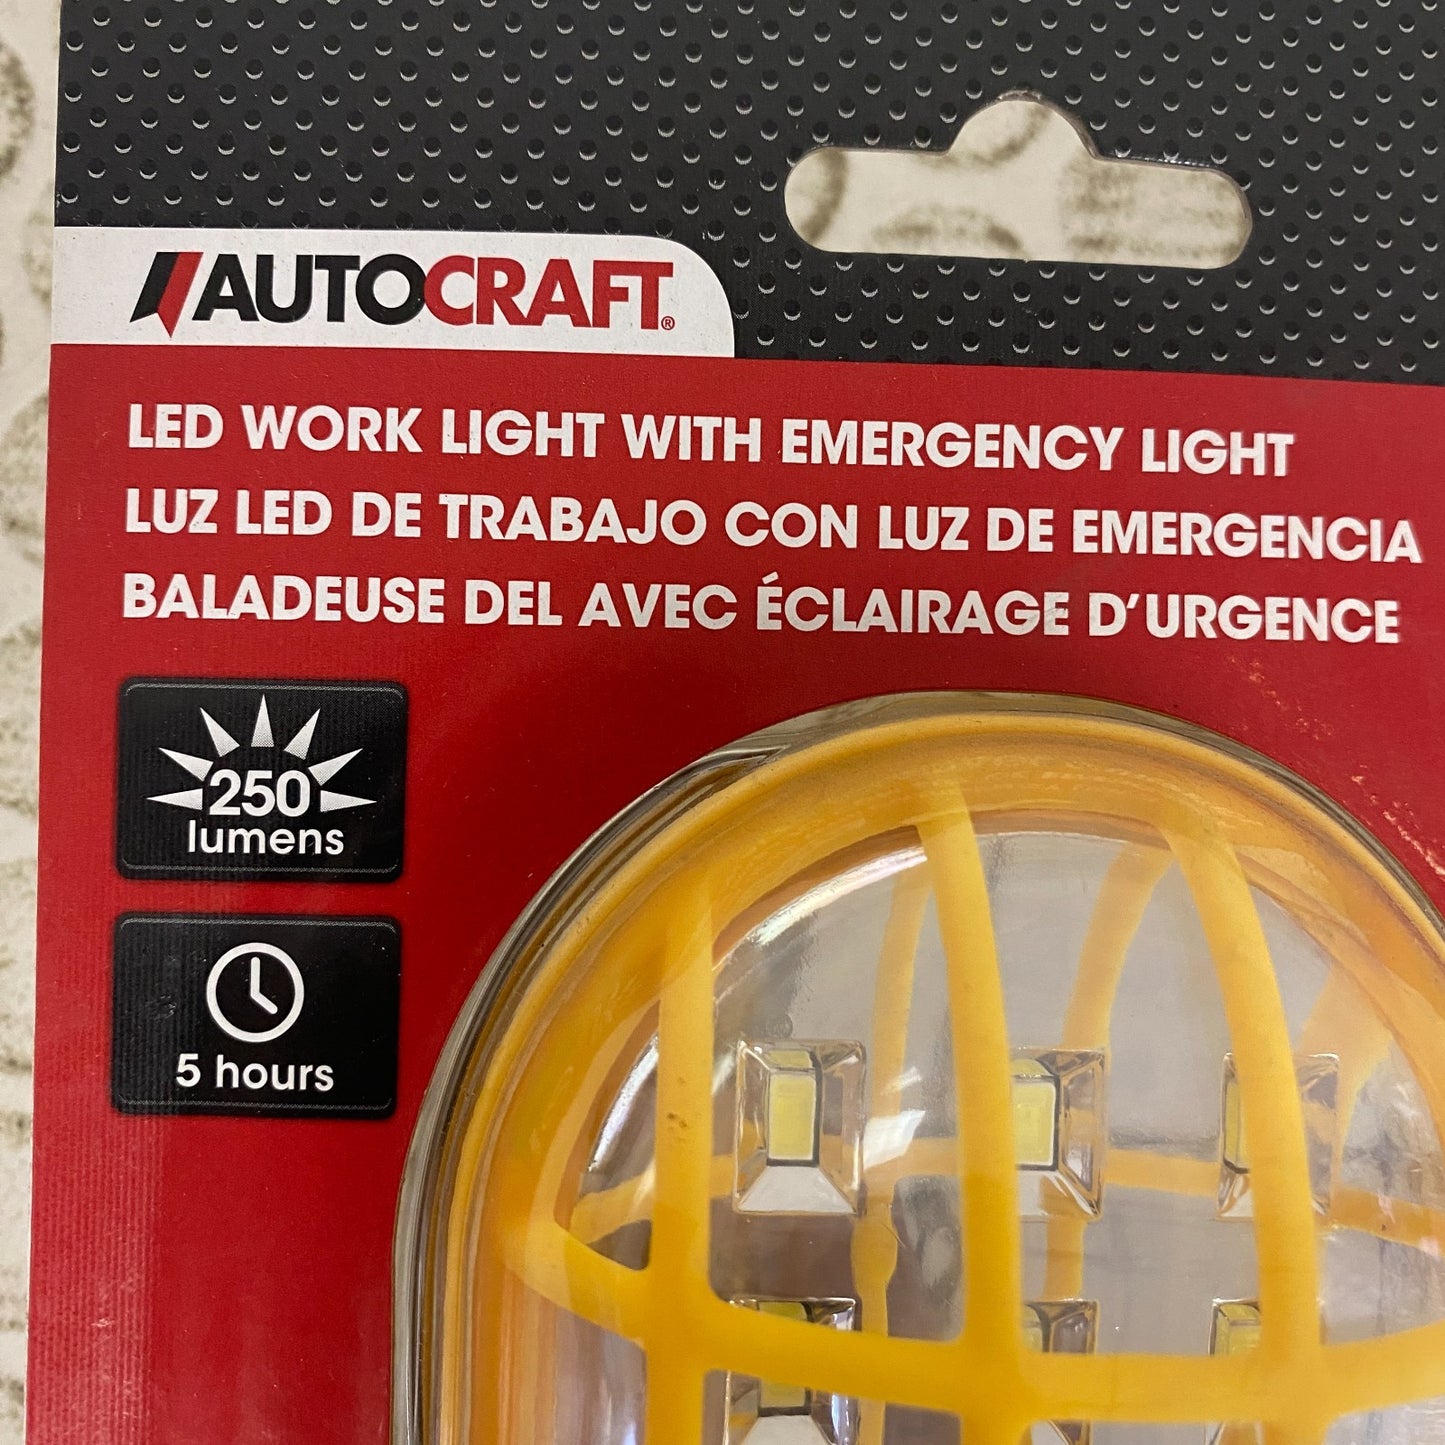 AUTOCRAFT®
LED WORK LIGHT WITH EMERGENCY LIGHT
LUZ LED DE TRABAJO CON LUZ DE EMERGENCIA
BALADEUSE DEL AVEC ÉCLAIRAGE D'URGENCE
250
lumens
5 hours